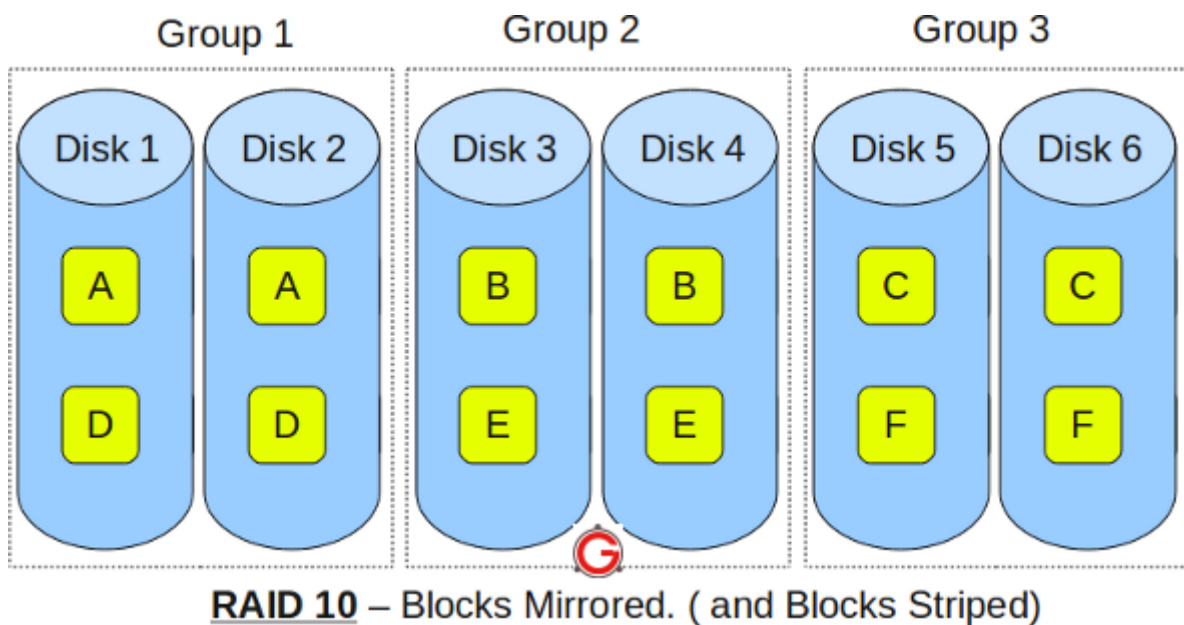 Group 1 Group 2 Group 3
Disk 1 Disk 2 Disk 3 Disk 4 Disk 5 Disk 6
A A B B C C
D D E E F F
G
RAID 10 – Blocks Mirrored. ( and Blocks Striped)